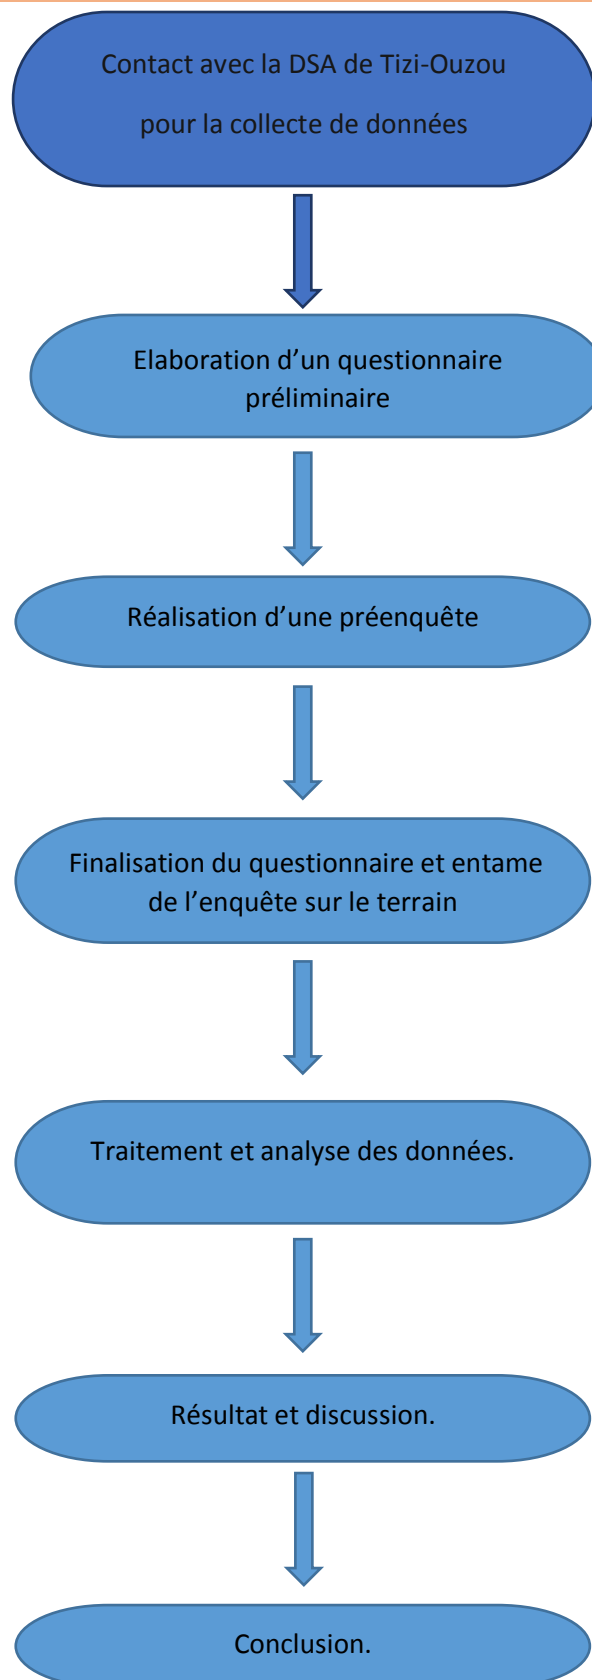 Contact avec la DSA de Tizi-Ouzou
pour la collecte de données
Elaboration d’un questionnaire
préliminaire
Réalisation d’une préenquête
Finalisation du questionnaire et entame
de l’enquête sur le terrain
Traitement et analyse des données.
Résultat et discussion.
Conclusion.